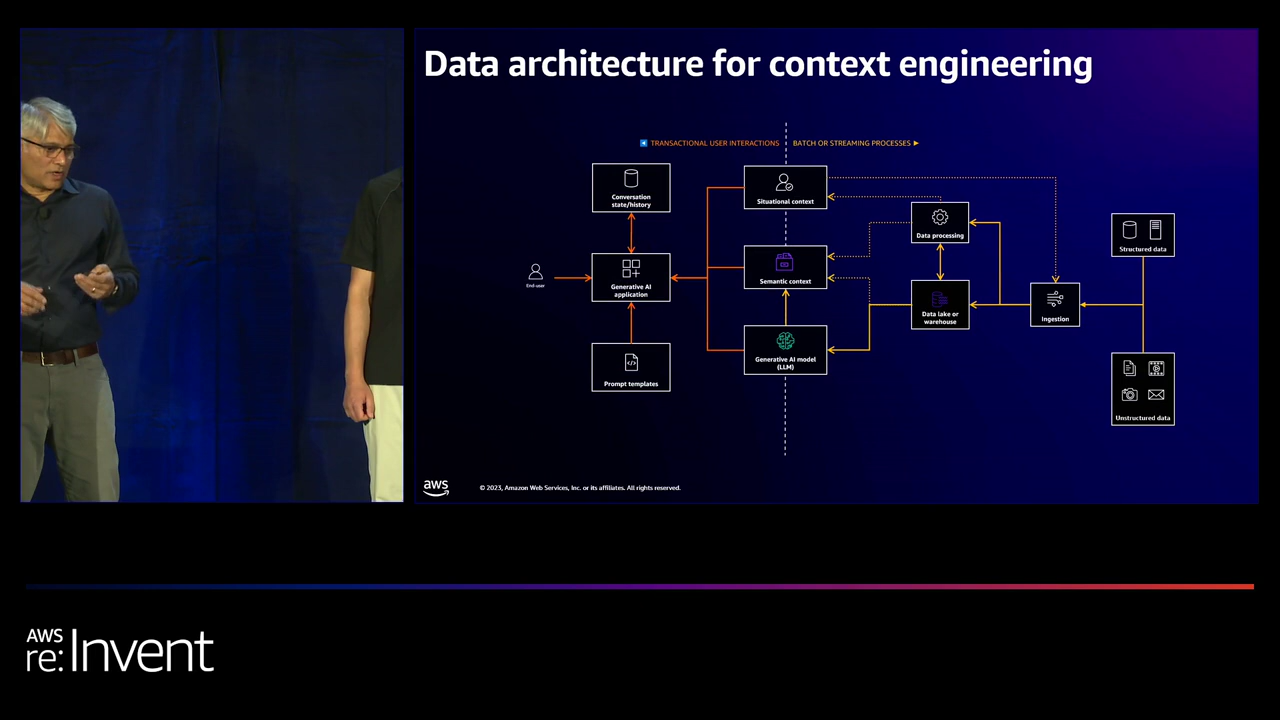 Data architecture for context engineering
TRANSACTIONAL USER INTERACTIONS
BATCH OR STREAMING PROCESSES
Conversation
state/history
Situational context
Data processing
Structured data
End-user
Generative AI
application
Semantic context
Data lake or
warehouse
Ingestion
Prompt templates
Generative AI model
(LLM)
Unstructured data
aws
© 2023, Amazon Web Services, Inc. or its affiliates. All rights reserved.
AWS
re:Invent